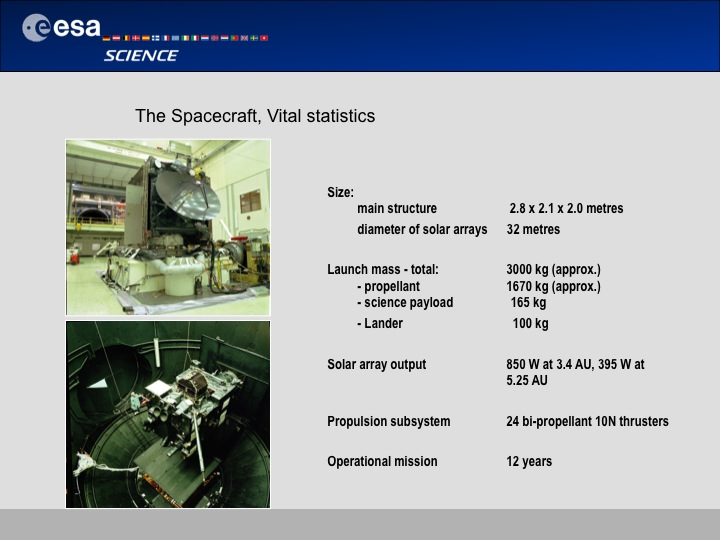 esa
SCIENCE
The Spacecraft, Vital statistics
Size:
main structure 2.8 x 2.1 x 2.0 metres
diameter of solar arrays 32 metres
Launch mass - total: 3000 kg (approx.)
- propellant 1670 kg (approx.)
- science payload 165 kg
- Lander 100 kg
Solar array output 850 W at 3.4 AU, 395 W at
5.25 AU
Propulsion subsystem 24 bi-propellant 10N thrusters
Operational mission 12 years